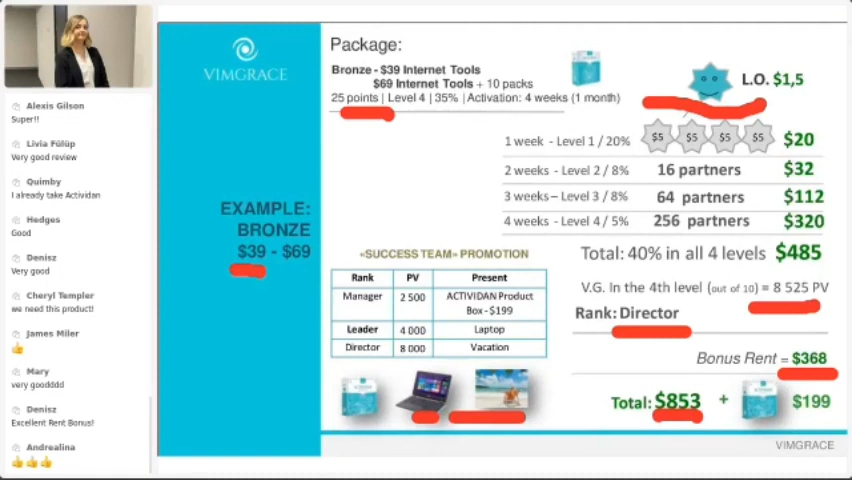 Alexis Gilson
Super!!
Livia Fülüp
Very good review
Quimby
I already take Actividan
Hedges
Good
Denisz
Very good
Cheryl Templer
we need this product!
James Miler
👍
Mary
very goodddd
Denisz
Excellent Rent Bonus!
Andrealina
👍👍👍
VIMGRACE
EXAMPLE:
BRONZE
$39 - $69
Package:
Bronze - $39 Internet Tools
$69 Internet Tools + 10 packs
25 points | Level 4 | 35% | Activation: 4 weeks (1 month)
L.O. $1,5
1 week - Level 1 / 20% $5 $5 $5 $5 $20
2 weeks - Level 2 / 8% 16 partners $32
3 weeks – Level 3 / 8% 64 partners $112
4 weeks - Level 4 / 5% 256 partners $320
Total: 40% in all 4 levels $485
V.G. In the 4th level (out of 10) = 8 525 PV
Rank: Director
Bonus Rent = $368
Total: $853 + $199
«SUCCESS TEAM» PROMOTION
Rank PV Present
Manager 2 500 ACTIVIDAN Product
Box - $199
Leader 4 000 Laptop
Director 8 000 Vacation
VIMGRACE